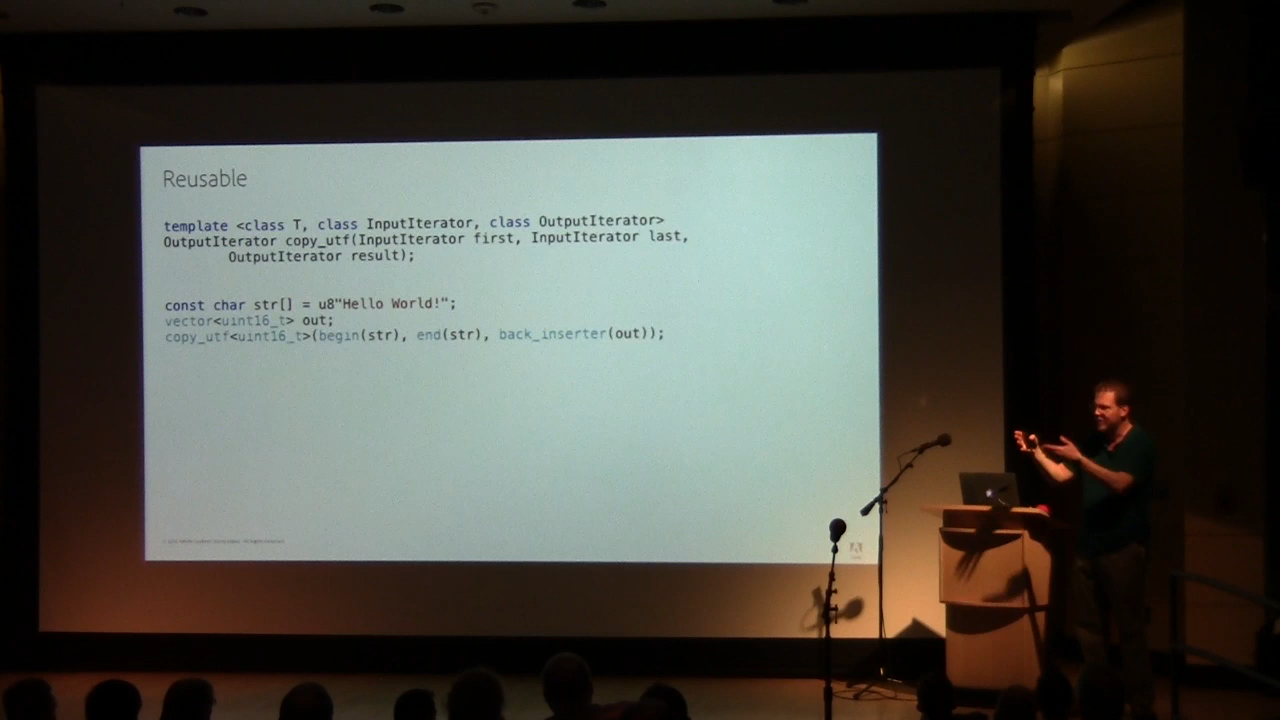 Reusable
template <class T, class InputIterator, class OutputIterator>
OutputIterator copy_utf(InputIterator first, InputIterator last,
OutputIterator result);
const char str[] = u8"Hello World!";
vector<uint16_t> out;
copy_utf<uint16_t>(begin(str), end(str), back_inserter(out));